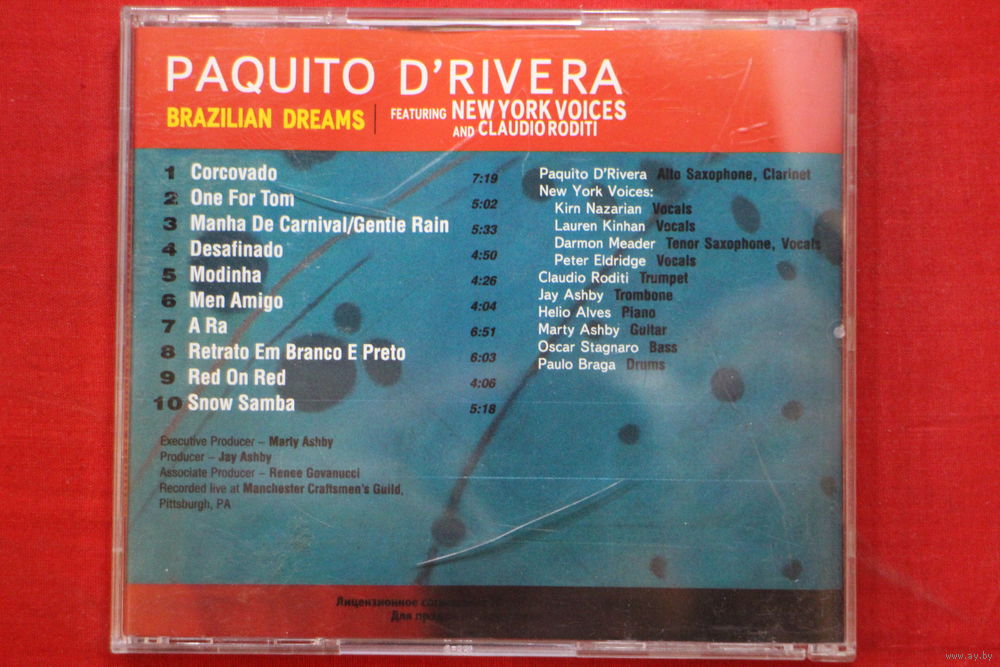 PAQUITO D'RIVERA
BRAZILIAN DREAMS
FEATURING NEW YORK VOICES
AND CLAUDIO RODITI
1 Corcovado 7:19
2 One For Tom 5:02
3 Manha De Carnival/Gentle Rain 5:33
4 Desafinado 4:50
5 Modinha 4:26
6 Men Amigo 4:04
7 A Ra 6:51
8 Retrato Em Branco E Preto 6:03
9 Red On Red 4:06
10 Snow Samba 5:18
Paquito D'Rivera Alto Saxophone, Clarinet
New York Voices:
Kirn Nazarian Vocals
Lauren Kinhan Vocals
Darmon Meader Tenor Saxophone, Vocals
Peter Eldridge Vocals
Claudio Roditi Trumpet
Jay Ashby Trombone
Helio Alves Piano
Marty Ashby Guitar
Oscar Stagnaro Bass
Paulo Braga Drums
Executive Producer – Marty Ashby
Producer – Jay Ashby
Associate Producer – Renee Govanucci
Recorded live at Manchester Craftsmen's Guild,
Pittsburgh, PA
Лицензионное
Для
www.ay.by